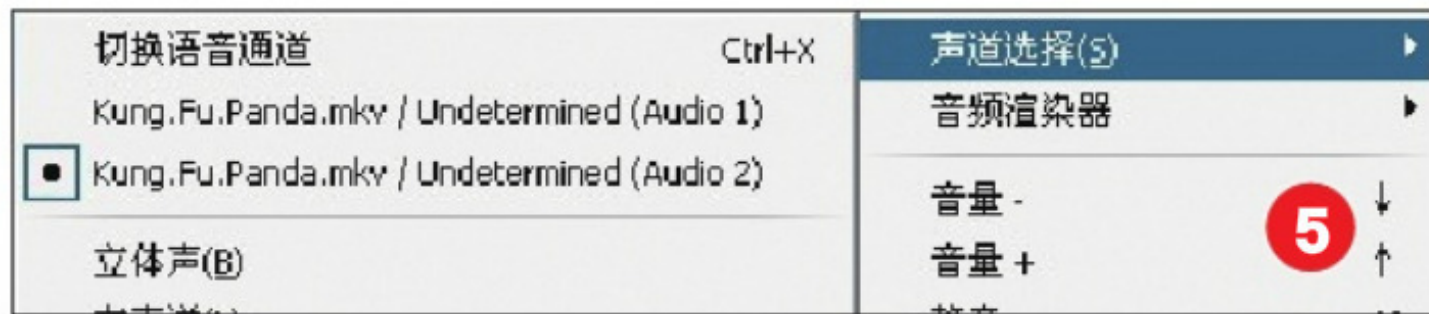 切换语音通道 Ctrl+X
Kung.Fu.Panda.mkv / Undetermined (Audio 1)
Kung.Fu.Panda.mkv / Undetermined (Audio 2)
立体声(B)
声道选择(S)
音频渲染器
音量 - ↓
音量 + ↑
5